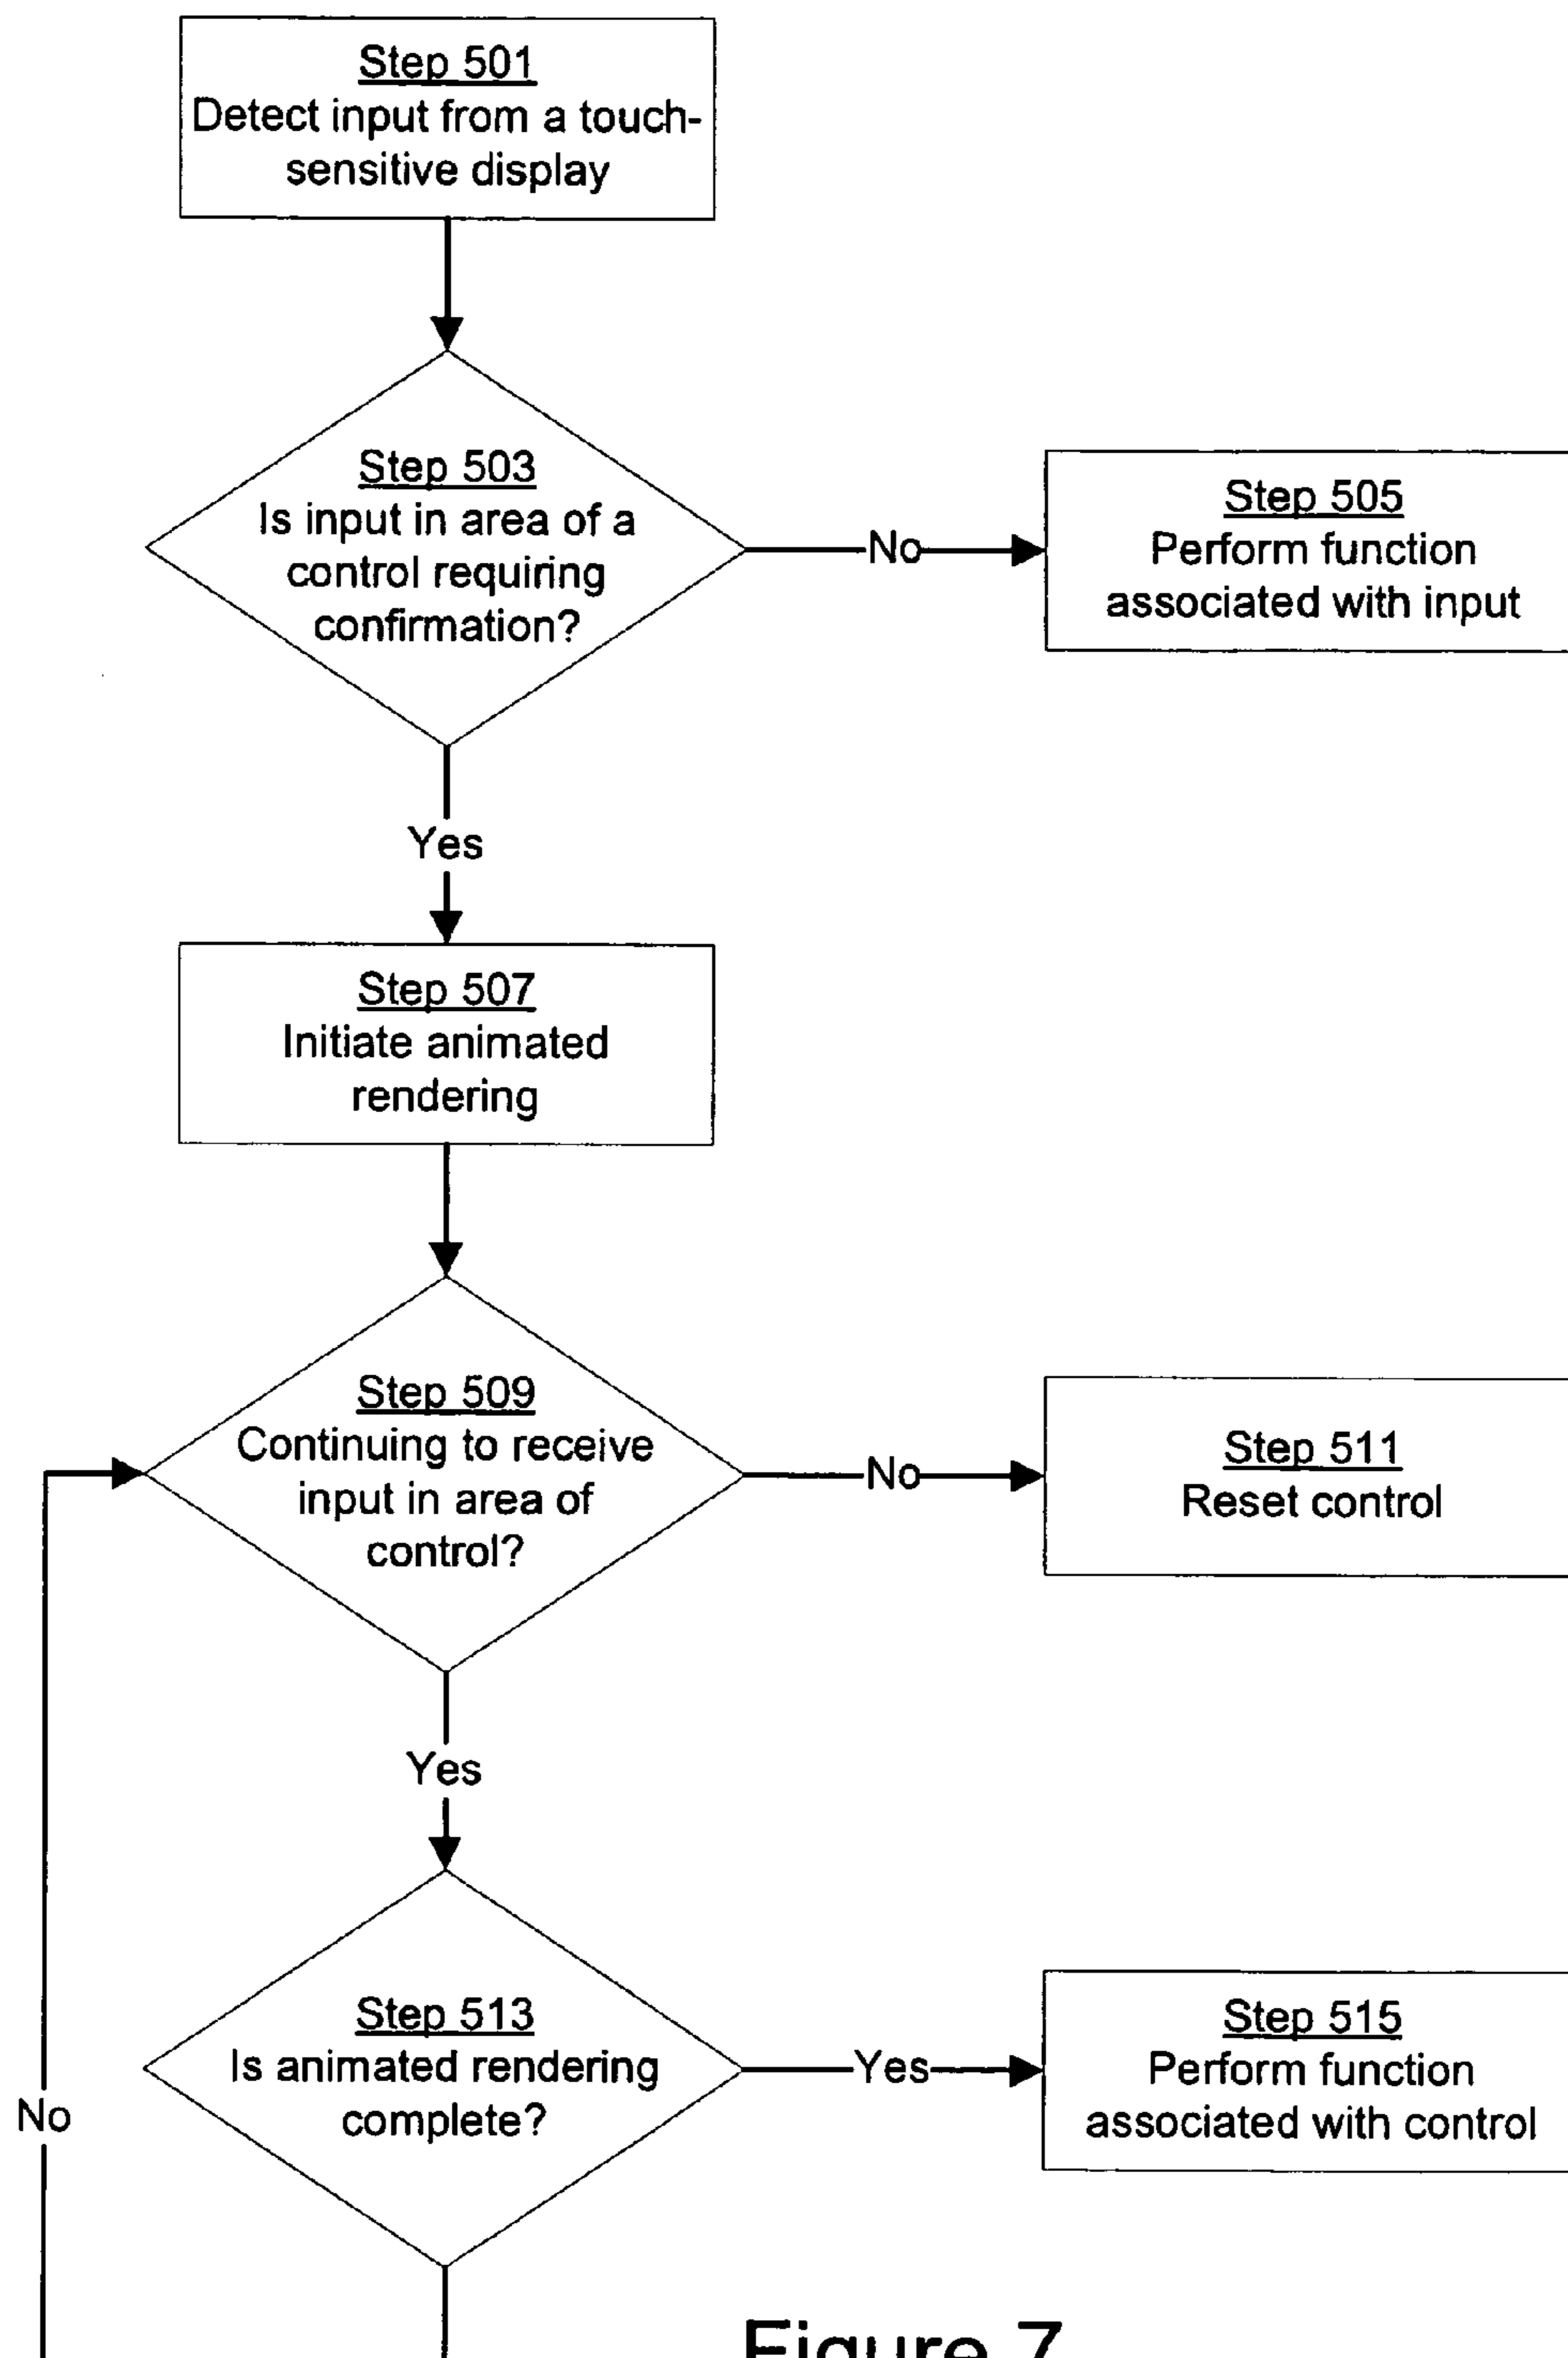 Step 501
Detect input from a touch-
sensitive display
Step 503
Is input in area of a
control requiring
confirmation?
No
Step 505
Perform function
associated with input
Yes
Step 507
Initiate animated
rendering
Step 509
Continuing to receive
input in area of
control?
No
Step 511
Reset control
Yes
Step 513
Is animated rendering
complete?
Yes
Step 515
Perform function
associated with control
No
Figure 7